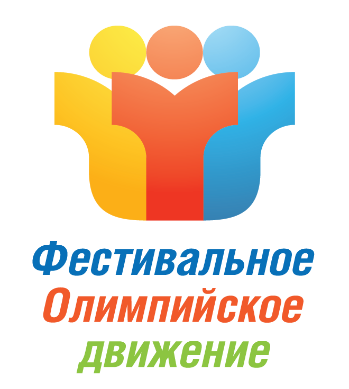 Фестивальное
Олимпийское
движение